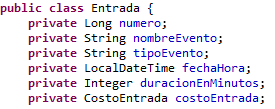 public class Entrada {
private Long numero;
private String nombreEvento;
private String tipoEvento;
private LocalDateTime fechaHora;
private Integer duracionEnMinutos;
private CostoEntrada costoEntrada;